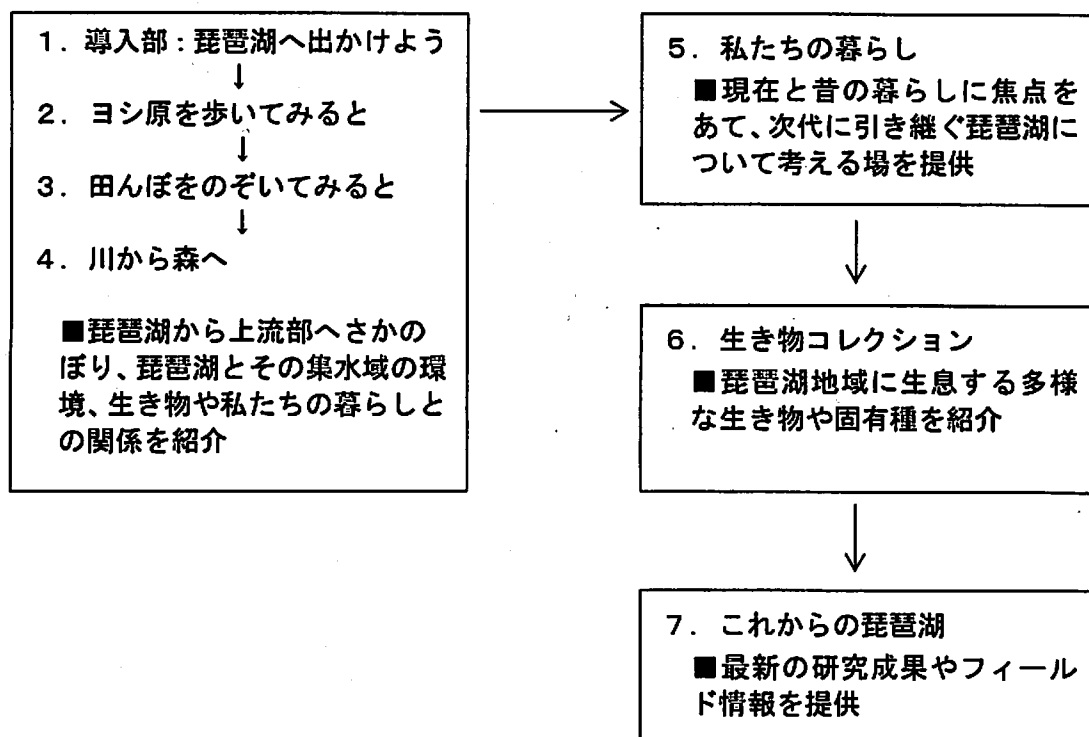 1. 導入部:琵琶湖へ出かけよう
↓
2. ヨシ原を歩いてみると
↓
3. 田んぼをのぞいてみると
↓
4. 川から森へ
■琵琶湖から上流部へさかの
ぼり、琵琶湖とその集水域の環
境、生き物や私たちの暮らしと
の関係を紹介
5. 私たちの暮らし
■現在と昔の暮らしに焦点を
あて、次代に引き継ぐ琵琶湖に
ついて考える場を提供
6. 生き物コレクション
■琵琶湖地域に生息する多様
な生き物や固有種を紹介
7. これからの琵琶湖
■最新の研究成果やフィール
ド情報を提供